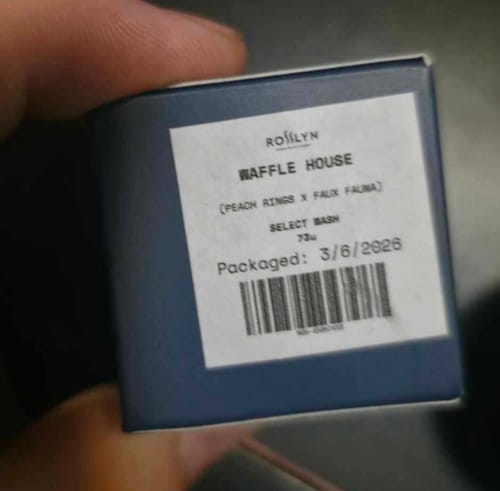 ROSSLYN
WAFFLE HOUSE
(PEACH RINGS X FAUX FAUNA)
SELECT WASH
73u
Packaged: 3/6/2026